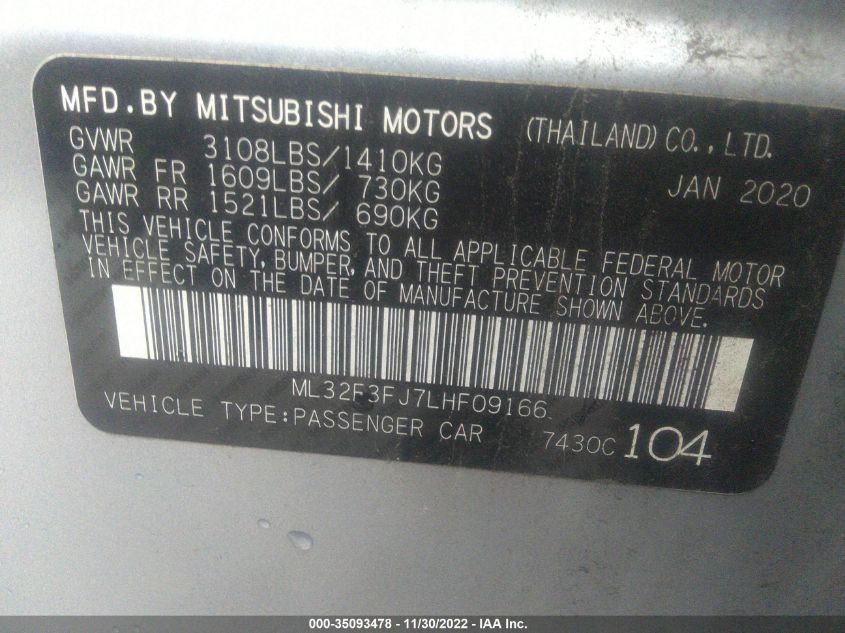 MFD.BY MITSUBISHI MOTORS (THAILAND) CO., LTD.
GVWR 3108LBS/1410KG
GAWR FR 1609LBS/ 730KG JAN 2020
GAWR RR 1521LBS/ 690KG
THIS VEHICLE CONFORMS TO ALL APPLICABLE FEDERAL MOTOR
VEHICLE SAFETY, BUMPER, AND THEFT PREVENTION STANDARDS
IN EFFECT ON THE DATE OF MANUFACTURE SHOWN ABOVE.
ML32F3FJ7LHF09166
VEHICLE TYPE:PASSENGER CAR 7430C 104
000-35093478 - 11/30/2022 - IAA Inc.